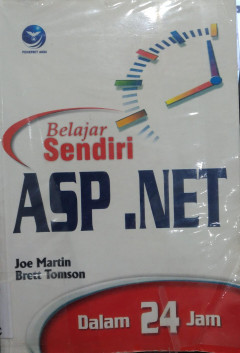 Belajar
Sendiri
ASP .NET
Joe Martin
Brett Tomson
Dalam 24 Jam